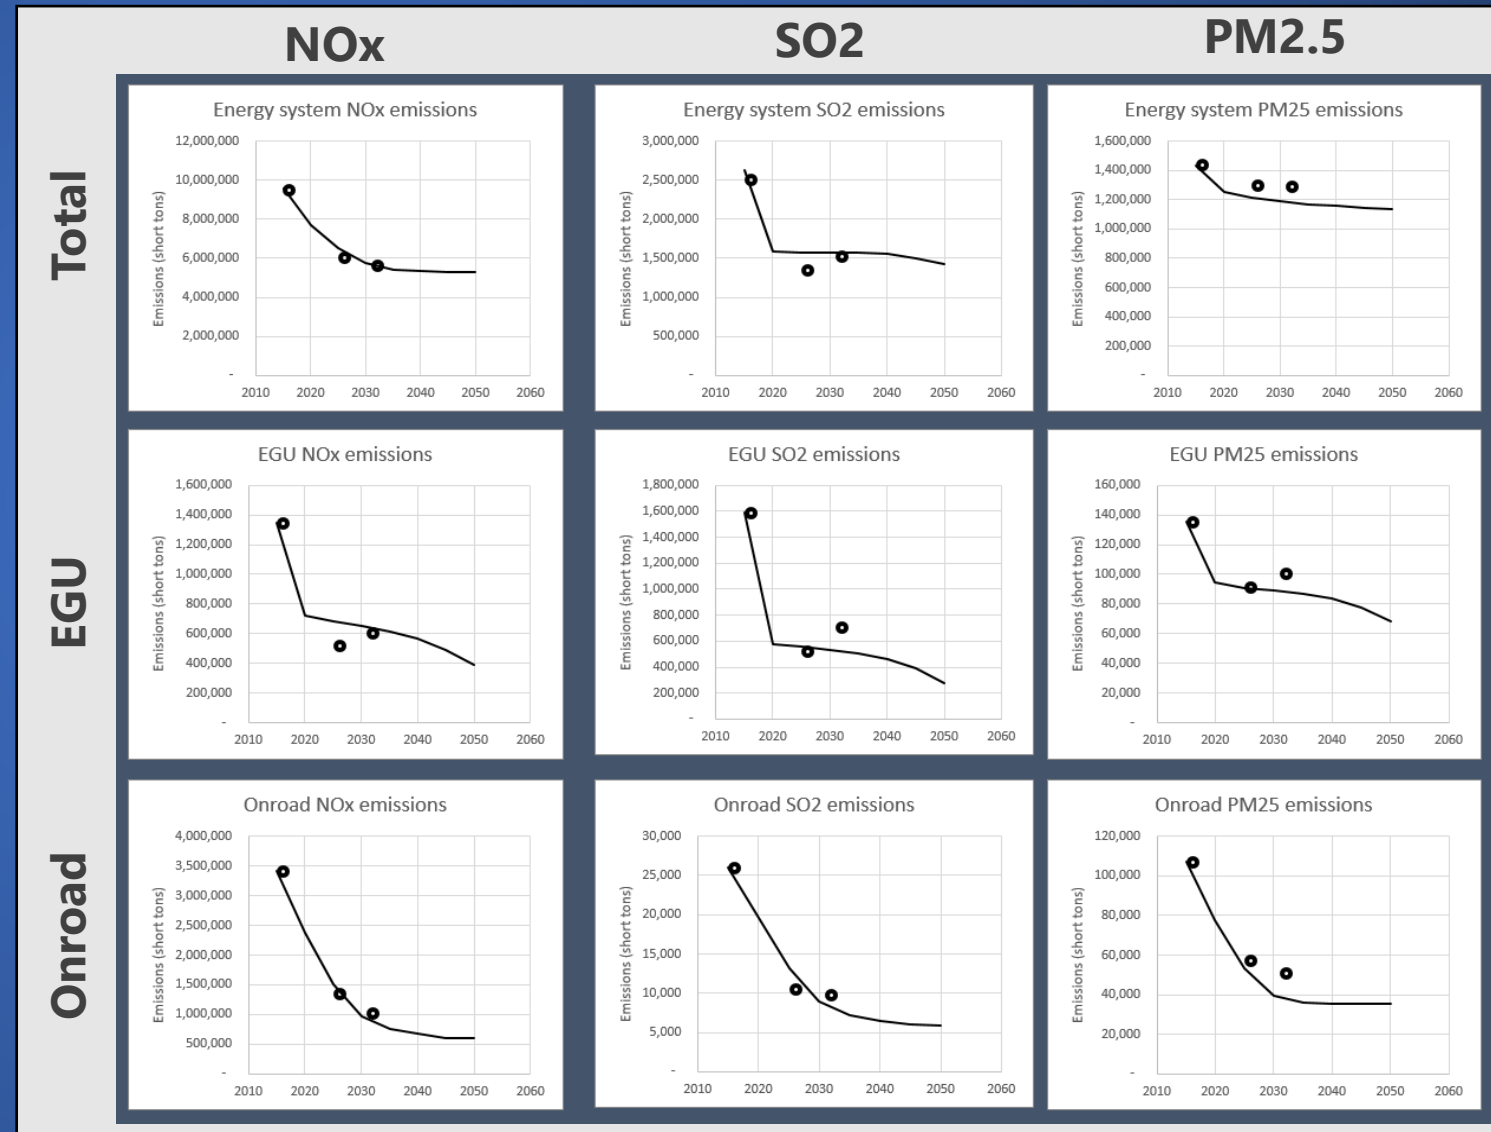 NOx
SO2
PM2.5
Total
Energy system NOx emissions
Emissions (short tons)
12,000,000
10,000,000
8,000,000
6,000,000
4,000,000
2,000,000
-
2010 2020 2030 2040 2050 2060
Energy system SO2 emissions
Emissions (short tons)
3,000,000
2,500,000
2,000,000
1,500,000
1,000,000
500,000
-
2010 2020 2030 2040 2050 2060
Energy system PM25 emissions
Emissions (short tons)
1,600,000
1,400,000
1,200,000
1,000,000
800,000
600,000
400,000
200,000
-
2010 2020 2030 2040 2050 2060
EGU
EGU NOx emissions
Emissions (short tons)
1,600,000
1,400,000
1,200,000
1,000,000
800,000
600,000
400,000
200,000
-
2010 2020 2030 2040 2050 2060
EGU SO2 emissions
Emissions (short tons)
1,800,000
1,600,000
1,400,000
1,200,000
1,000,000
800,000
600,000
400,000
200,000
-
2010 2020 2030 2040 2050 2060
EGU PM25 emissions
Emissions (short tons)
160,000
140,000
120,000
100,000
80,000
60,000
40,000
20,000
-
2010 2020 2030 2040 2050 2060
Onroad
Onroad NOx emissions
Emissions (short tons)
4,000,000
3,500,000
3,000,000
2,500,000
2,000,000
1,500,000
1,000,000
500,000
-
2010 2020 2030 2040 2050 2060
Onroad SO2 emissions
Emissions (short tons)
30,000
25,000
20,000
15,000
10,000
5,000
-
2010 2020 2030 2040 2050 2060
Onroad PM25 emissions
Emissions (short tons)
120,000
100,000
80,000
60,000
40,000
20,000
-
2010 2020 2030 2040 2050 2060